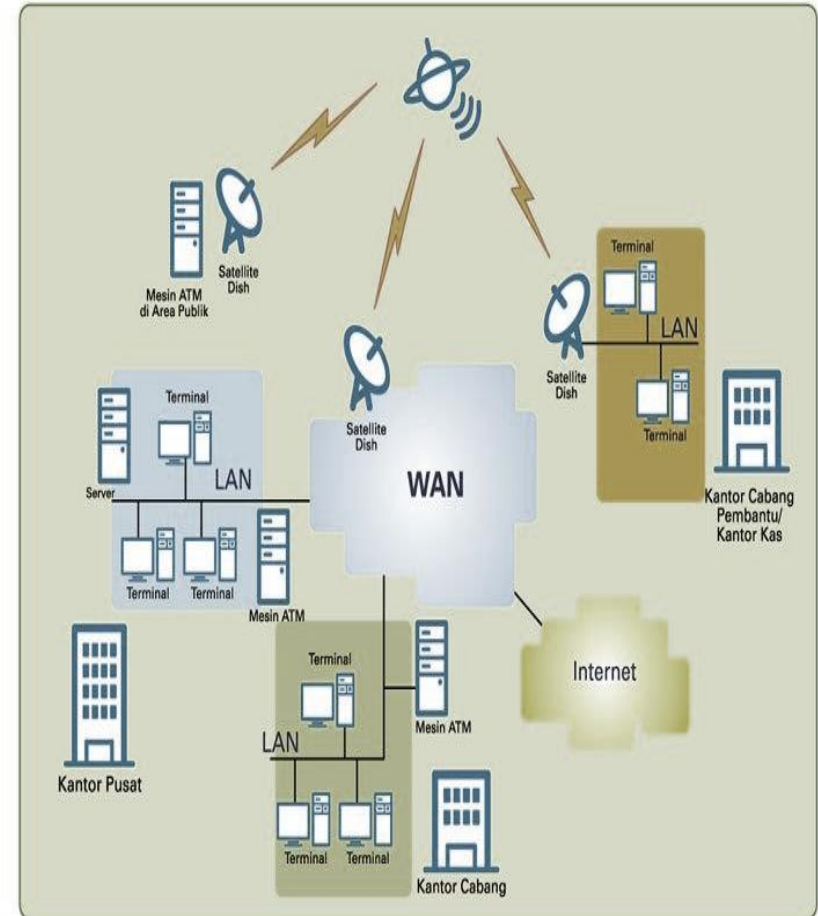 Satellite
Dish
Mesin ATM
di Area Publik
Terminal
LAN
Satellite
Dish
Terminal
Kantor Cabang
Pembantu/
Kantor Kas
Satellite
Dish
WAN
Terminal
LAN
Server
Terminal
Terminal
Mesin ATM
Kantor Pusat
Terminal
LAN
Mesin ATM
Terminal
Terminal
Kantor Cabang
Internet